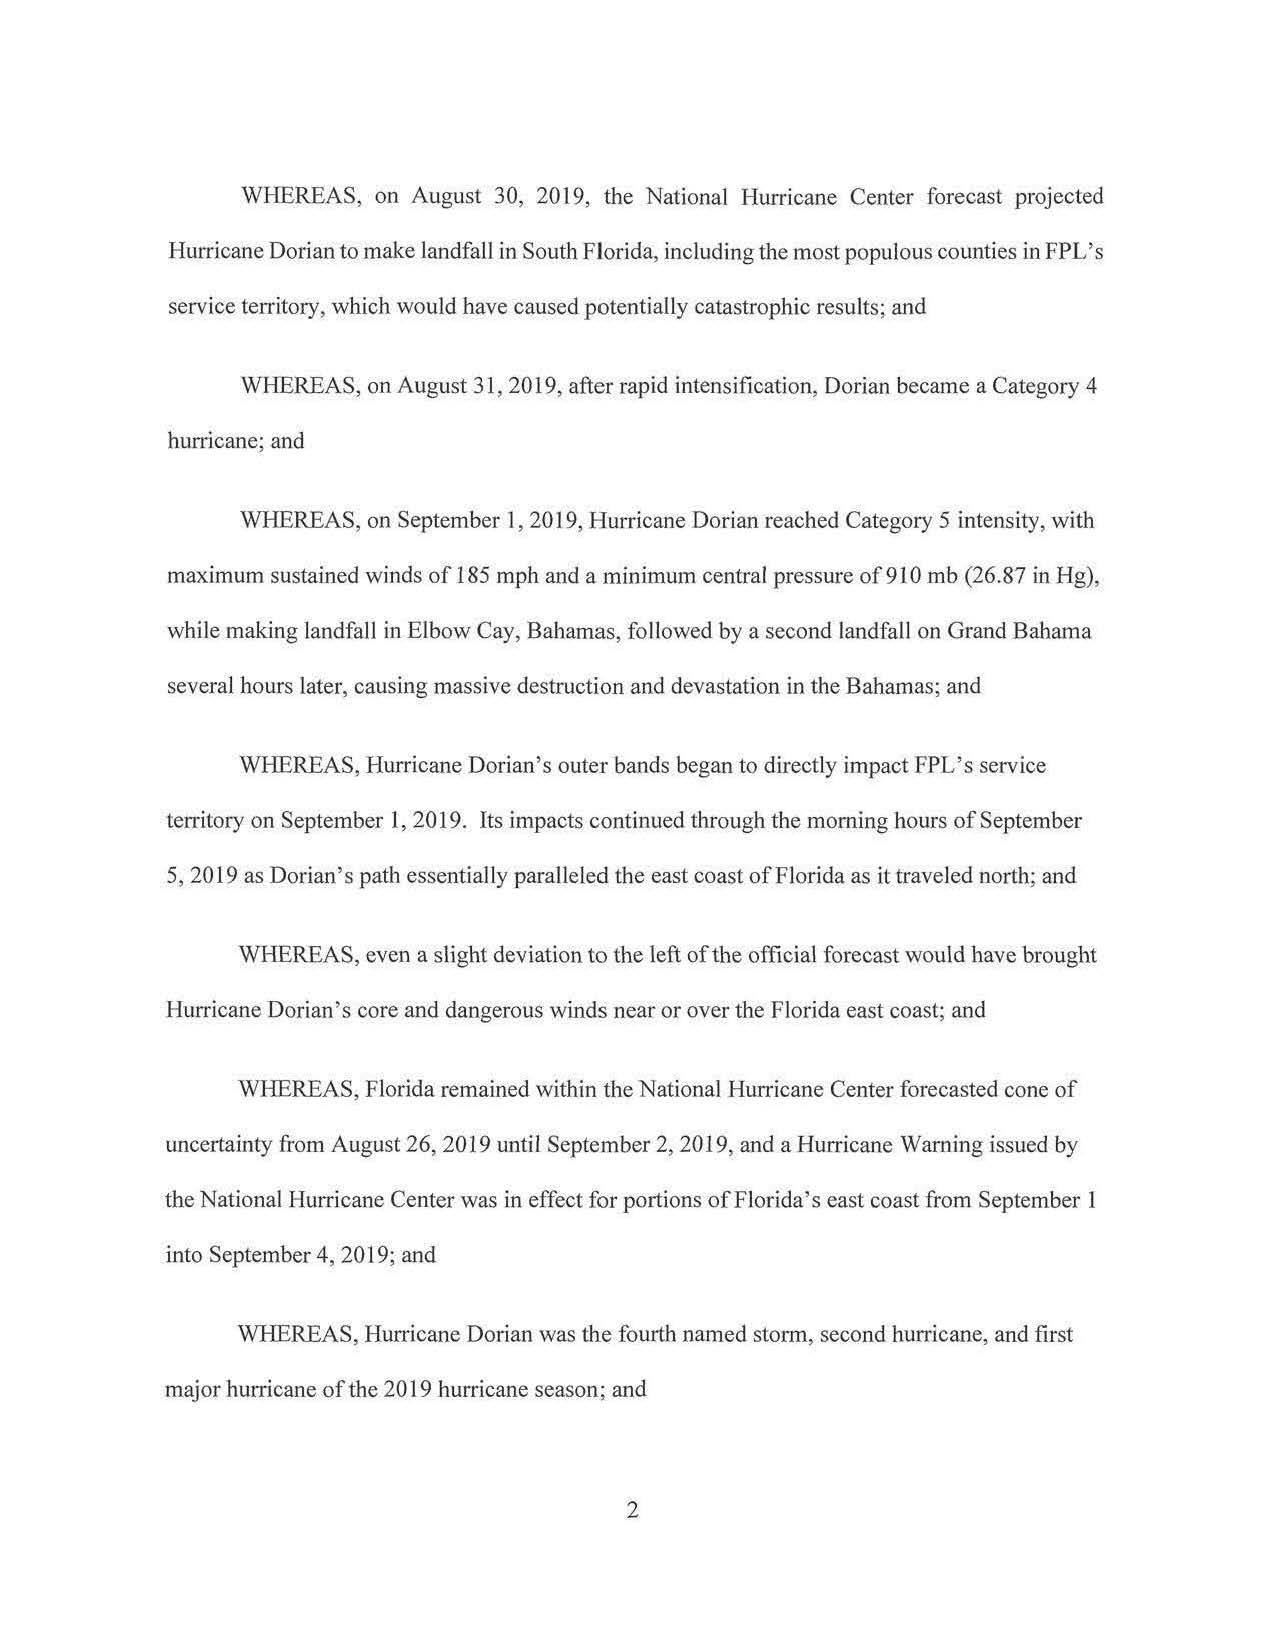 WHEREAS, on August 30, 2019, the National Hurricane Center forecast projected
Hurricane Dorian to make landfall in South Florida, including the most populous counties in FPL's
service territory, which would have caused potentially catastrophic results; and
WHEREAS, on August 31, 2019, after rapid intensification, Dorian became a Category 4
hurricane; and
WHEREAS, on September 1, 2019, Hurricane Dorian reached Category 5 intensity, with
maximum sustained winds of 185 mph and a minimum central pressure of 910 mb (26.87 in Hg),
while making landfall in Elbow Cay, Bahamas, followed by a second landfall on Grand Bahama
several hours later, causing massive destruction and devastation in the Bahamas; and
WHEREAS, Hurricane Dorian's outer bands began to directly impact FPL's service
territory on September 1, 2019. Its impacts continued through the morning hours of September
5, 2019 as Dorian's path essentially paralleled the east coast of Florida as it traveled north; and
WHEREAS, even a slight deviation to the left of the official forecast would have brought
Hurricane Dorian's core and dangerous winds near or over the Florida east coast; and
WHEREAS, Florida remained within the National Hurricane Center forecasted cone of
uncertainty from August 26, 2019 until September 2, 2019, and a Hurricane Warning issued by
the National Hurricane Center was in effect for portions of Florida's east coast from September 1
into September 4, 2019; and
WHEREAS, Hurricane Dorian was the fourth named storm, second hurricane, and first
major hurricane of the 2019 hurricane season; and
2